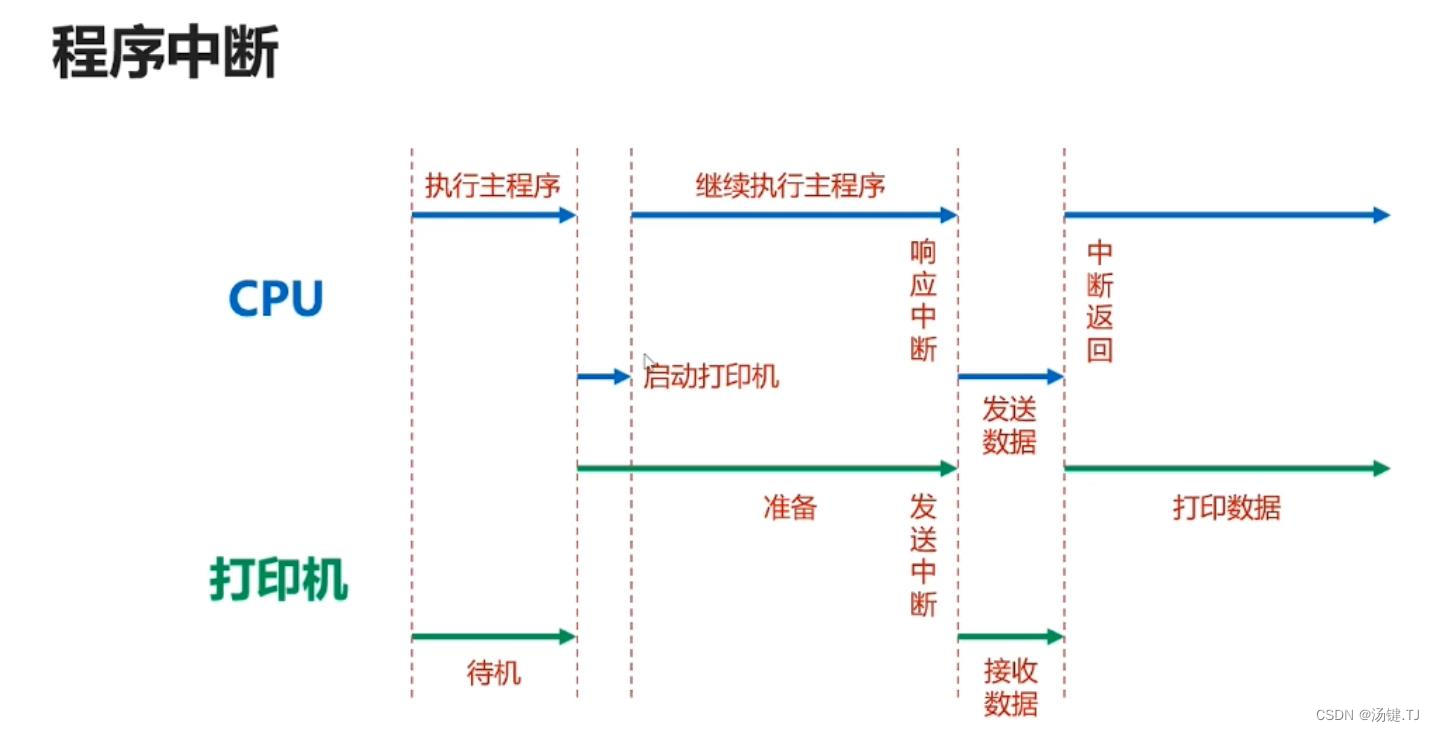 程序中断
执行主程序
继续执行主程序
响应中断
中断返回
CPU
启动打印机
发送
数据
准备
发送中断
打印数据
打印机
待机
接收
数据
CSDN @汤键.TJ